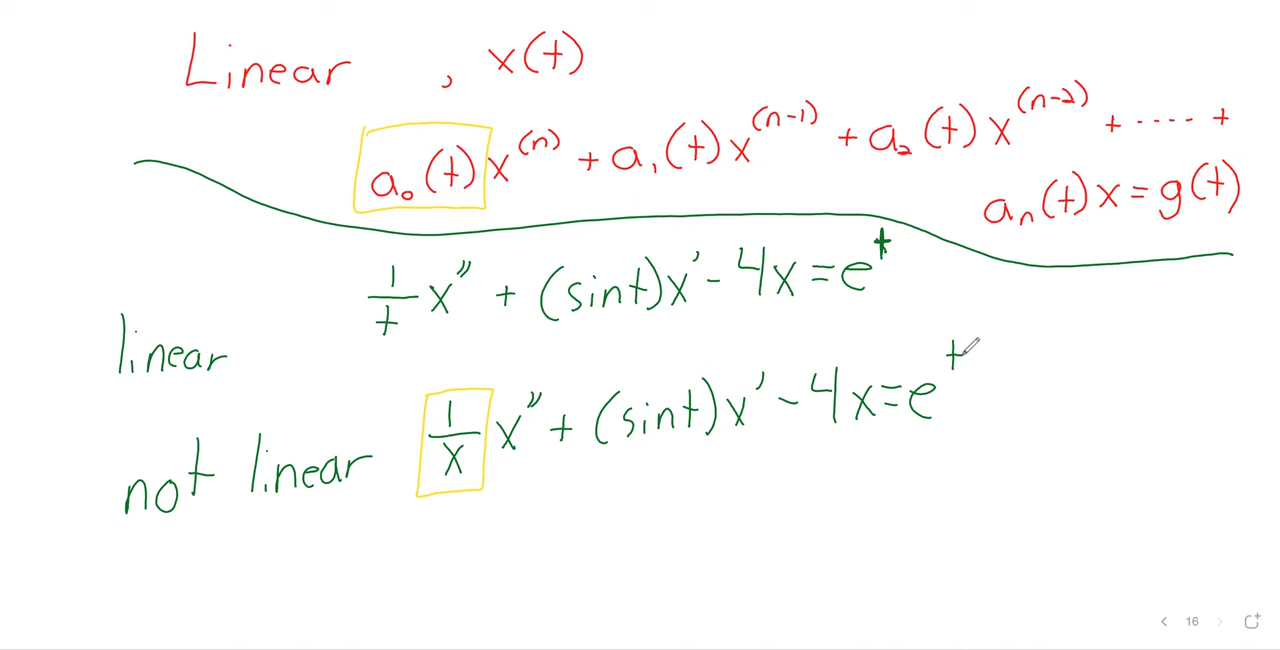 Linear , x(t)
a₀(t)x⁽ⁿ⁾ + a₁(t)x⁽ⁿ⁻¹⁾ + a₂(t)x⁽ⁿ⁻²⁾ + ····· +
aₙ(t)x = g(t)
1/t x'' + (sint)x' - 4x = eᵗ
linear
not linear 1/x x'' + (sint)x' - 4x = eᵗ
< 16 >